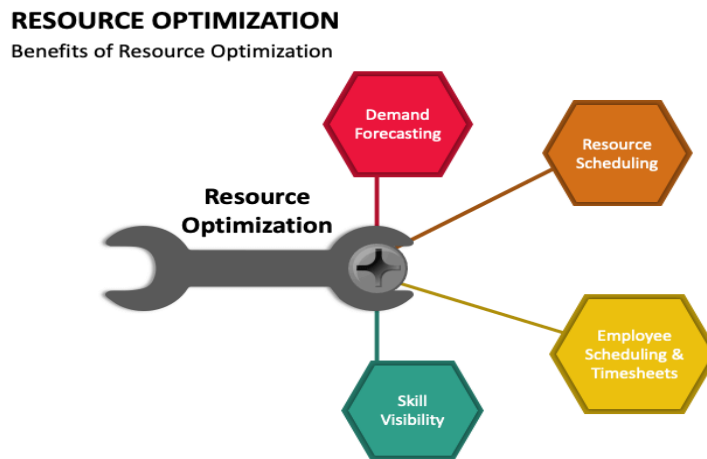 RESOURCE OPTIMIZATION
Benefits of Resource Optimization
Demand
Forecasting
Resource
Scheduling
Resource
Optimization
Employee
Scheduling &
Timesheets
Skill
Visibility